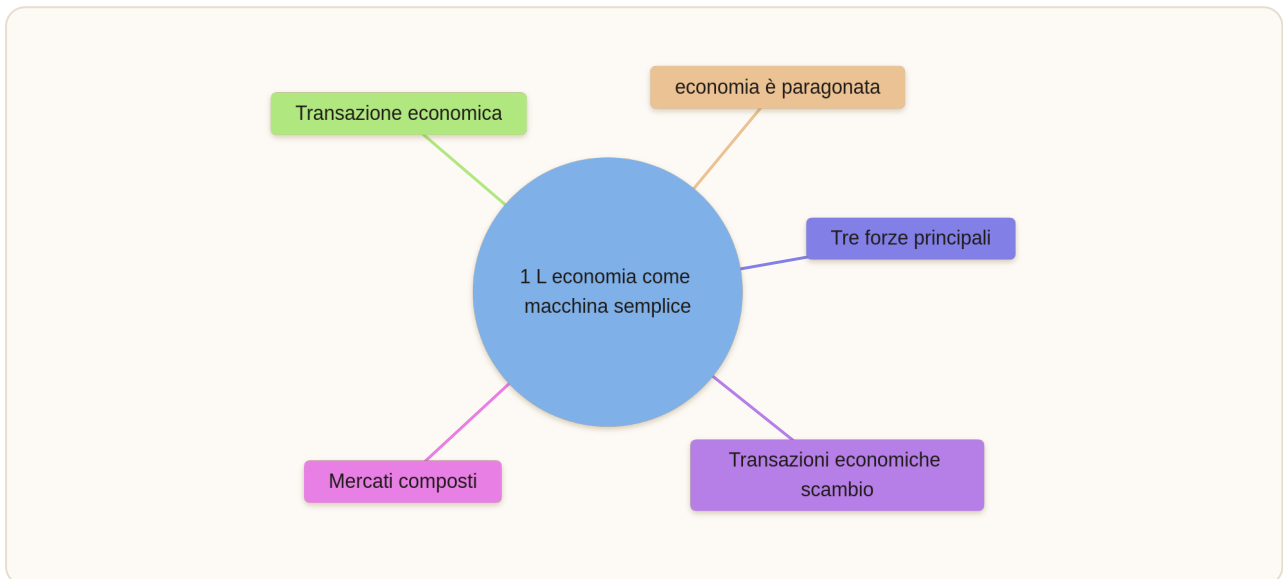 economia è paragonata
Transazione economica
Tre forze principali
1 L economia come
macchina semplice
Transazioni economiche
scambio
Mercati composti